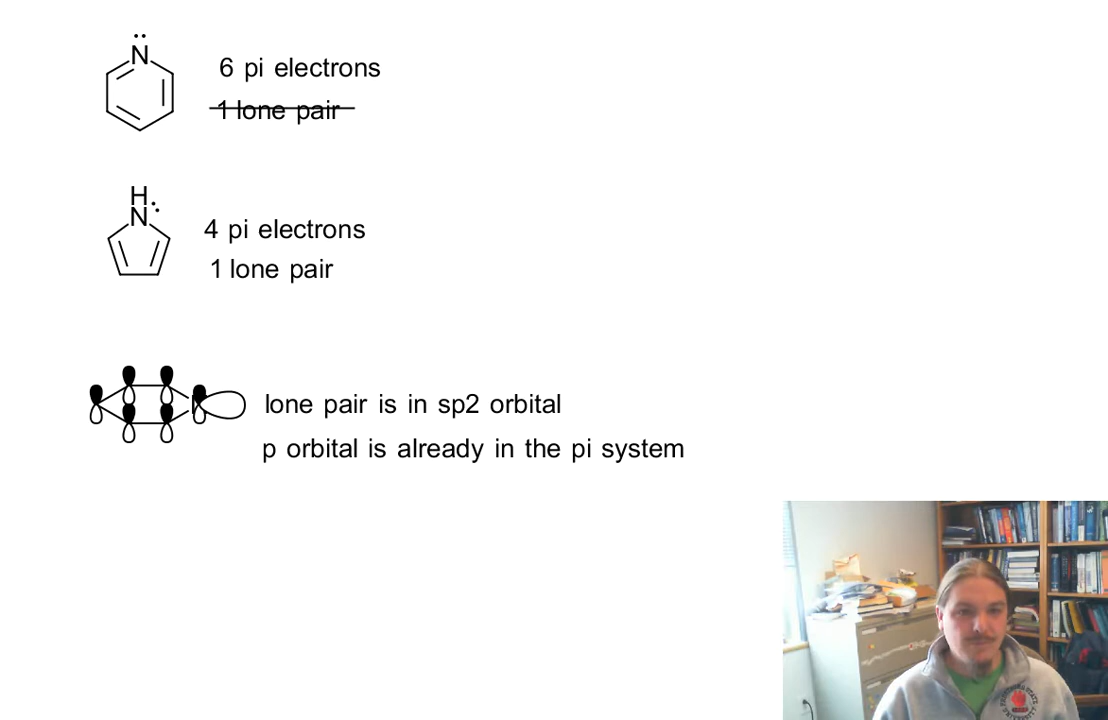 N
6 pi electrons
1 lone pair
H
N
4 pi electrons
1 lone pair
lone pair is in sp2 orbital
p orbital is already in the pi system